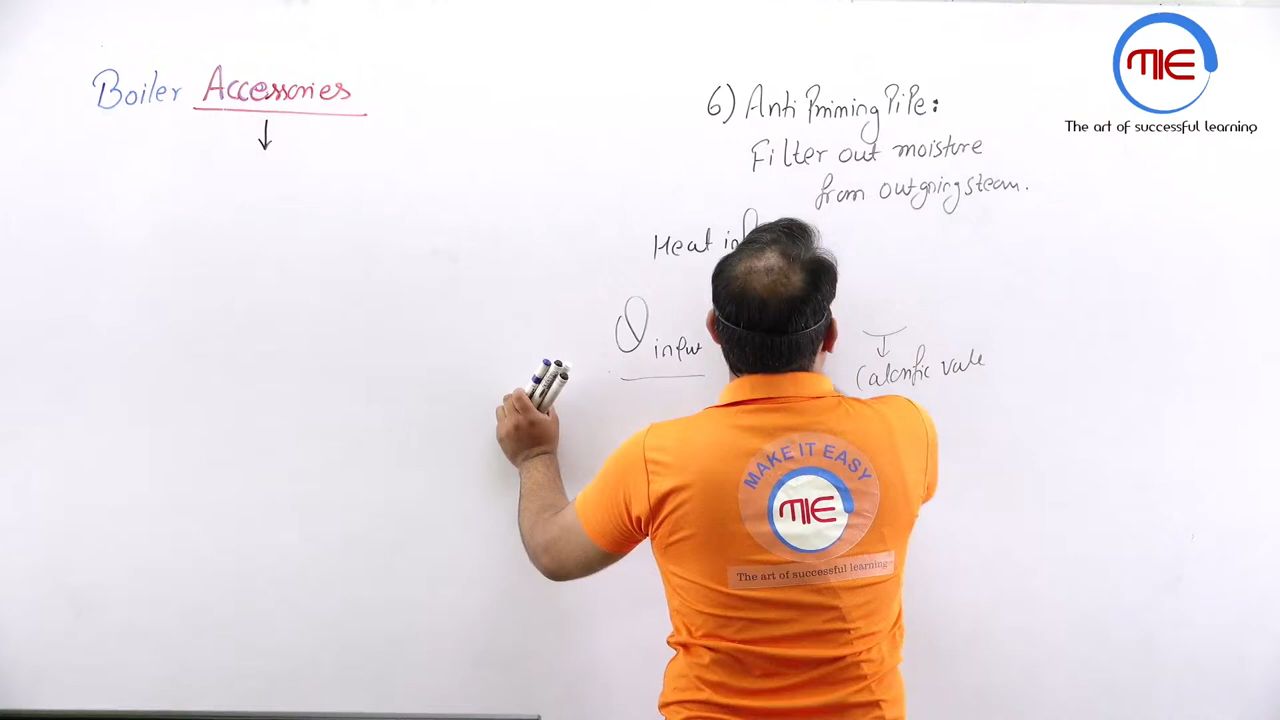 Boiler Accessories
6) Anti Priming Pipe:
Filter out moisture
from outgoing steam.
Heat
Q input
Calorific value
MIE
The art of successful learning
MAKE IT EASY
MIE
The art of successful learning